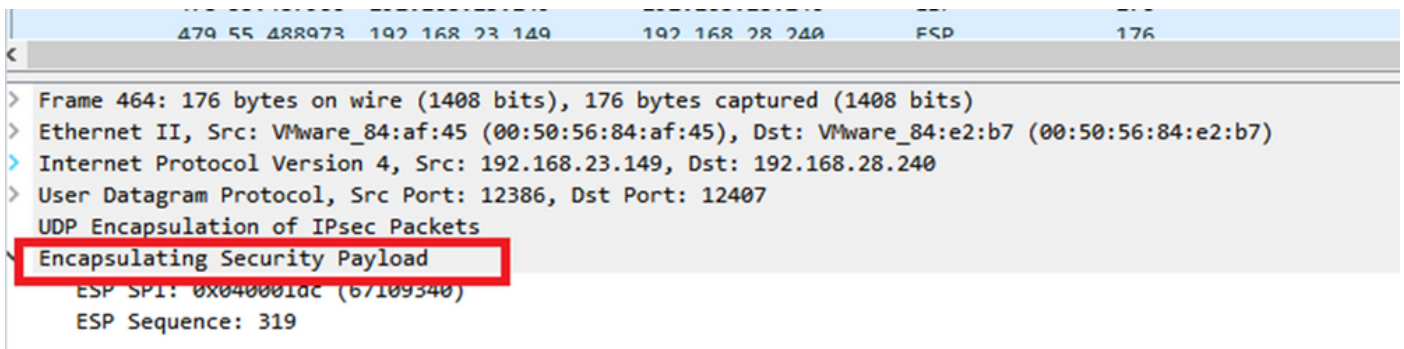 479 55.488973 192.168.23.149 192.168.28.240 ESP 176
Frame 464: 176 bytes on wire (1408 bits), 176 bytes captured (1408 bits)
Ethernet II, Src: VMware_84:af:45 (00:50:56:84:af:45), Dst: VMware_84:e2:b7 (00:50:56:84:e2:b7)
Internet Protocol Version 4, Src: 192.168.23.149, Dst: 192.168.28.240
User Datagram Protocol, Src Port: 12386, Dst Port: 12407
UDP Encapsulation of IPsec Packets
Encapsulating Security Payload
ESP SPI: 0x040001dc (67109340)
ESP Sequence: 319